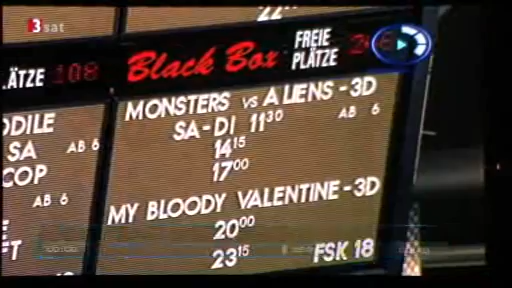 3sat
22
LÄTZE 108
Black Box
FREIE
PLÄTZE
ODILE
SA AB 6
COP
AB 6
MONSTERS vs ALIENS-3D
SA-DI 11³⁰ AB 6
14¹⁵
17⁰⁰
MY BLOODY VALENTINE-3D
20⁰⁰
23¹⁵ FSK 18